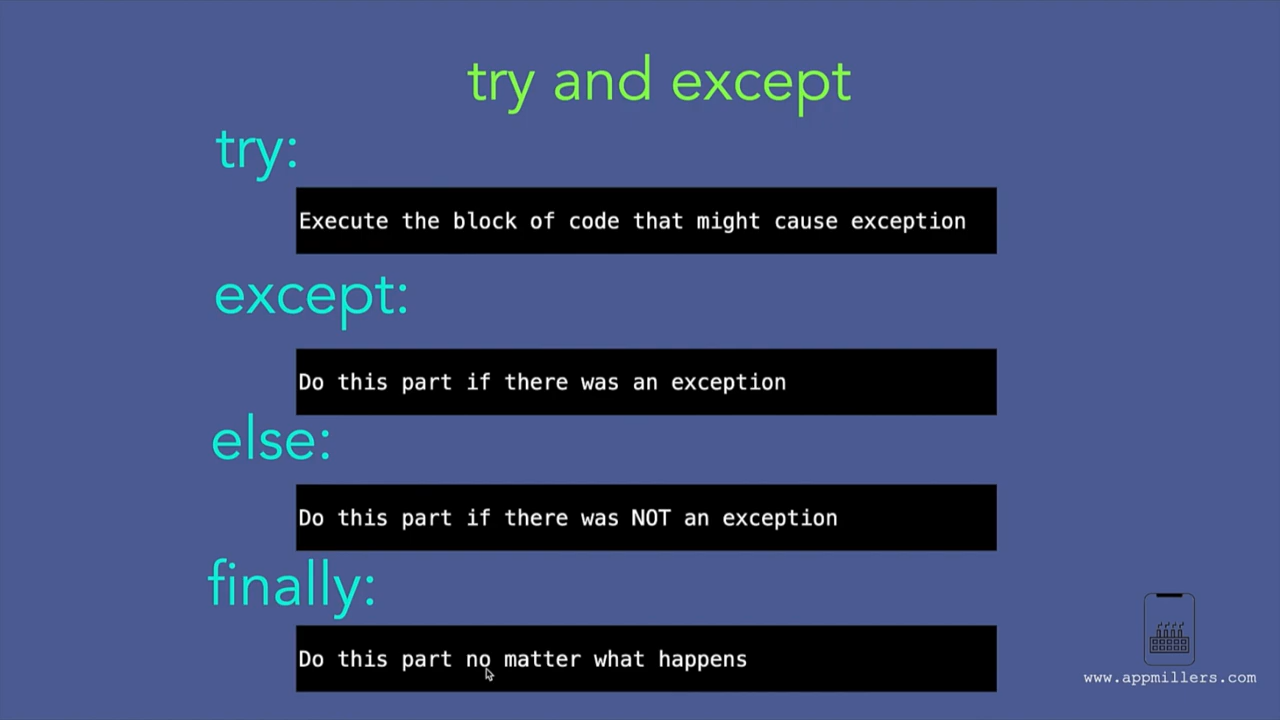 try and except
try:
Execute the block of code that might cause exception
except:
Do this part if there was an exception
else:
Do this part if there was NOT an exception
finally:
Do this part no matter what happens
www.appmillers.com